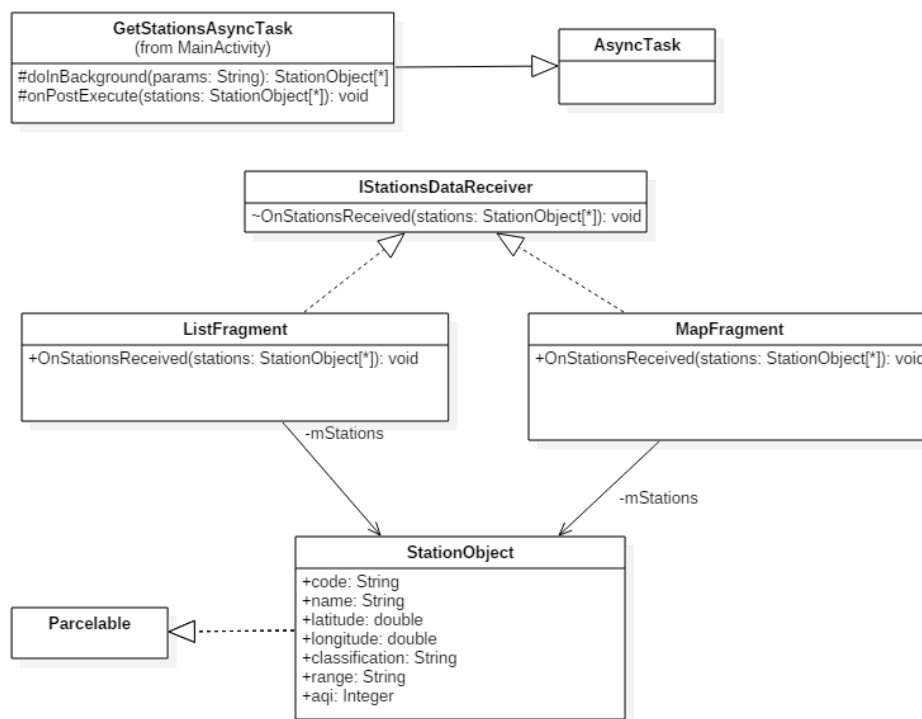 GetStationsAsyncTask
(from MainActivity)
#doInBackground(params: String): StationObject[*]
#onPostExecute(stations: StationObject[*]): void
AsyncTask
IStationsDataReceiver
~OnStationsReceived(stations: StationObject[*]): void
ListFragment
+OnStationsReceived(stations: StationObject[*]): void
MapFragment
+OnStationsReceived(stations: StationObject[*]): void
-mStations
-mStations
StationObject
+code: String
+name: String
+latitude: double
+longitude: double
+classification: String
+range: String
+aqi: Integer
Parcelable